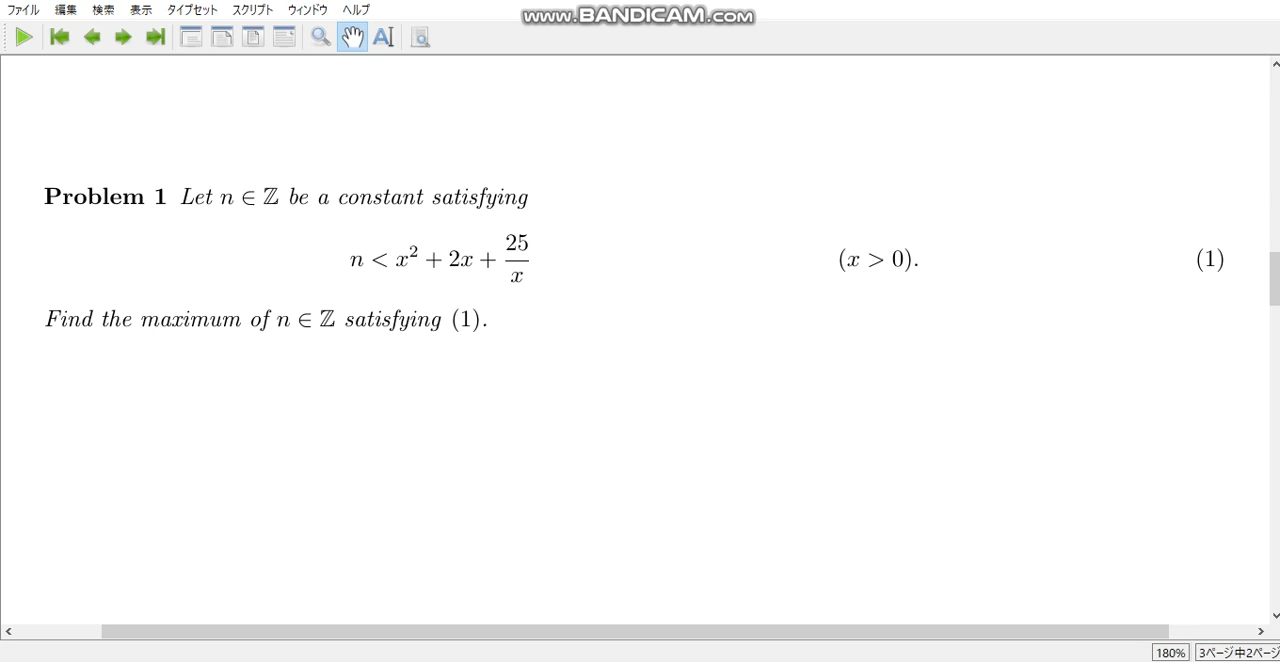 ファイル 編集 検索 表示 タイプセット スクリプト ウィンドウ ヘルプ
www.BANDICAM.com
Problem 1 Let n ∈ ℤ be a constant satisfying
n < x² + 2x + 25/x (x > 0). (1)
Find the maximum of n ∈ ℤ satisfying (1).
180% 3ページ中2ページ